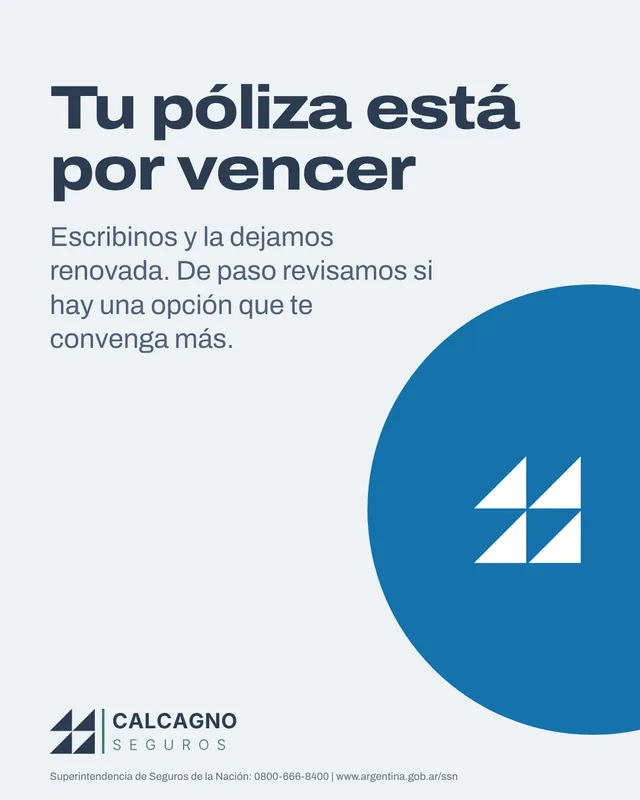 Tu póliza está
por vencer
Escribinos y la dejamos
renovada. De paso revisamos si
hay una opción que te
convenga más.
CALCAGNO
SEGUROS
Superintendencia de Seguros de la Nación: 0800-666-8400 | www.argentina.gob.ar/ssn